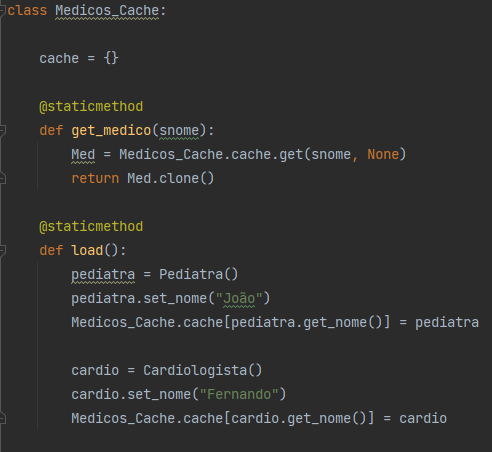 class Medicos_Cache:
cache = {}
@staticmethod
def get_medico(snome):
Med = Medicos_Cache.cache.get(snome, None)
return Med.clone()
@staticmethod
def load():
pediatra = Pediatra()
pediatra.set_nome("João")
Medicos_Cache.cache[pediatra.get_nome()] = pediatra
cardio = Cardiologista()
cardio.set_nome("Fernando")
Medicos_Cache.cache[cardio.get_nome()] = cardio